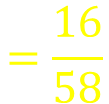 = 16/58